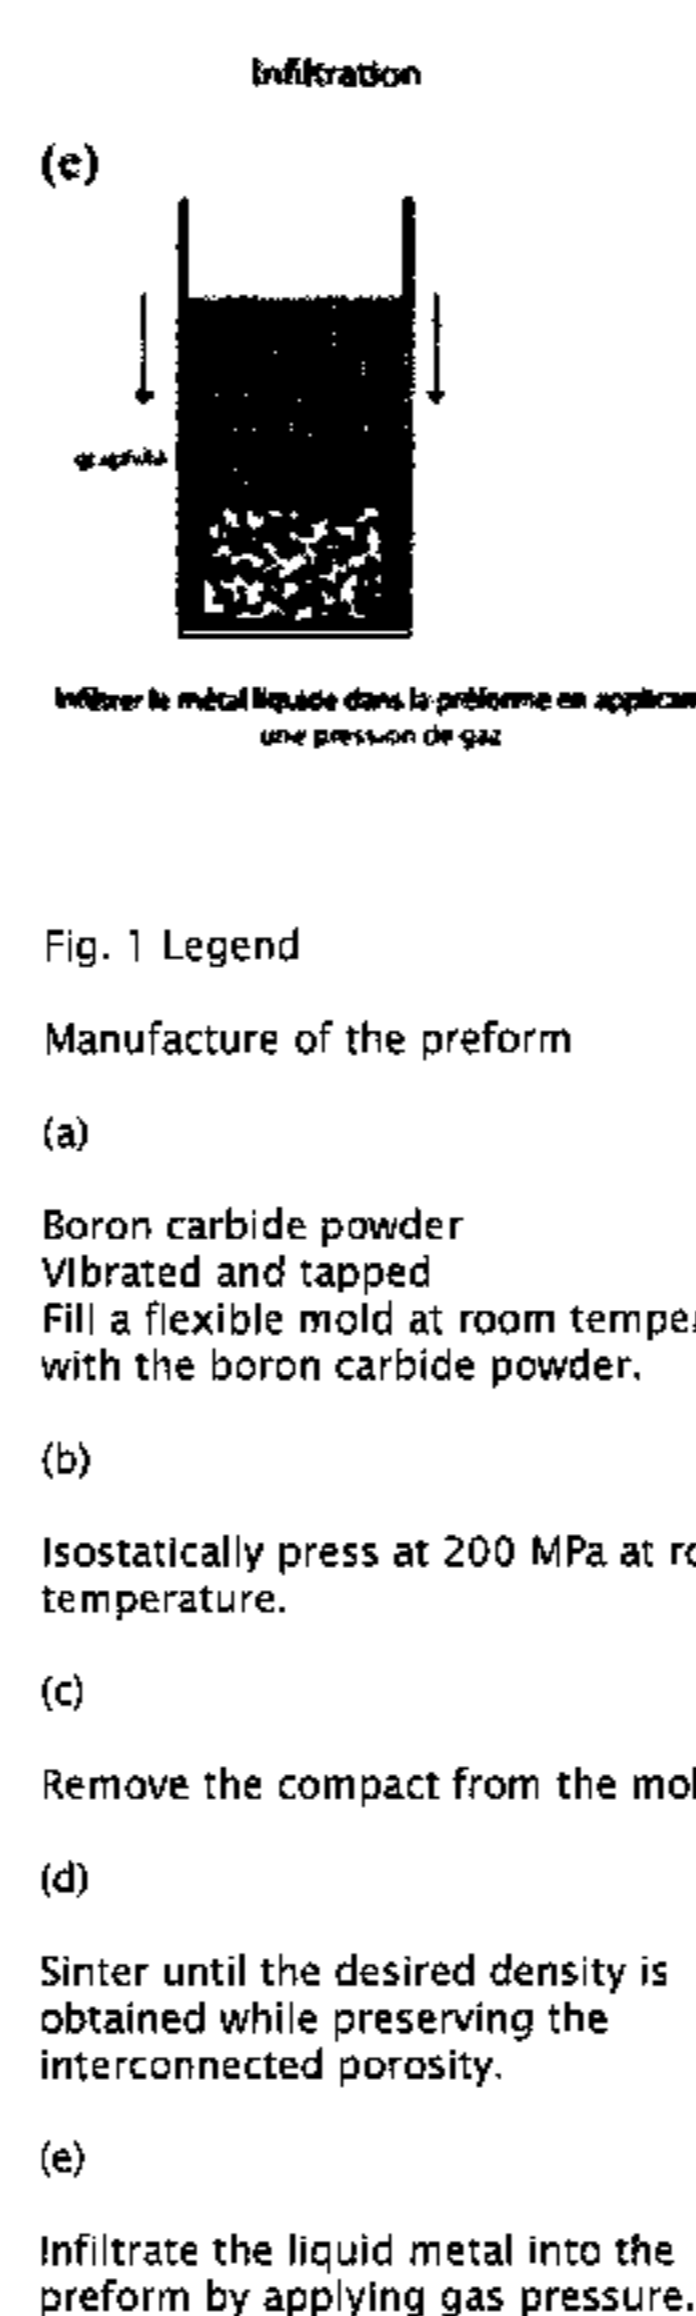 Infiltration
(e)
graphite
Infiltrer le métal liquide dans la préforme en applican
une pression de gaz
Fig. 1 Legend
Manufacture of the preform
(a)
Boron carbide powder
VIbrated and tapped
Fill a flexible mold at room tempe
with the boron carbide powder.
(b)
Isostatically press at 200 MPa at ro
temperature.
(c)
Remove the compact from the mol
(d)
Sinter until the desired density is
obtained while preserving the
interconnected porosity.
(e)
Infiltrate the liquid metal into the
preform by applying gas pressure.